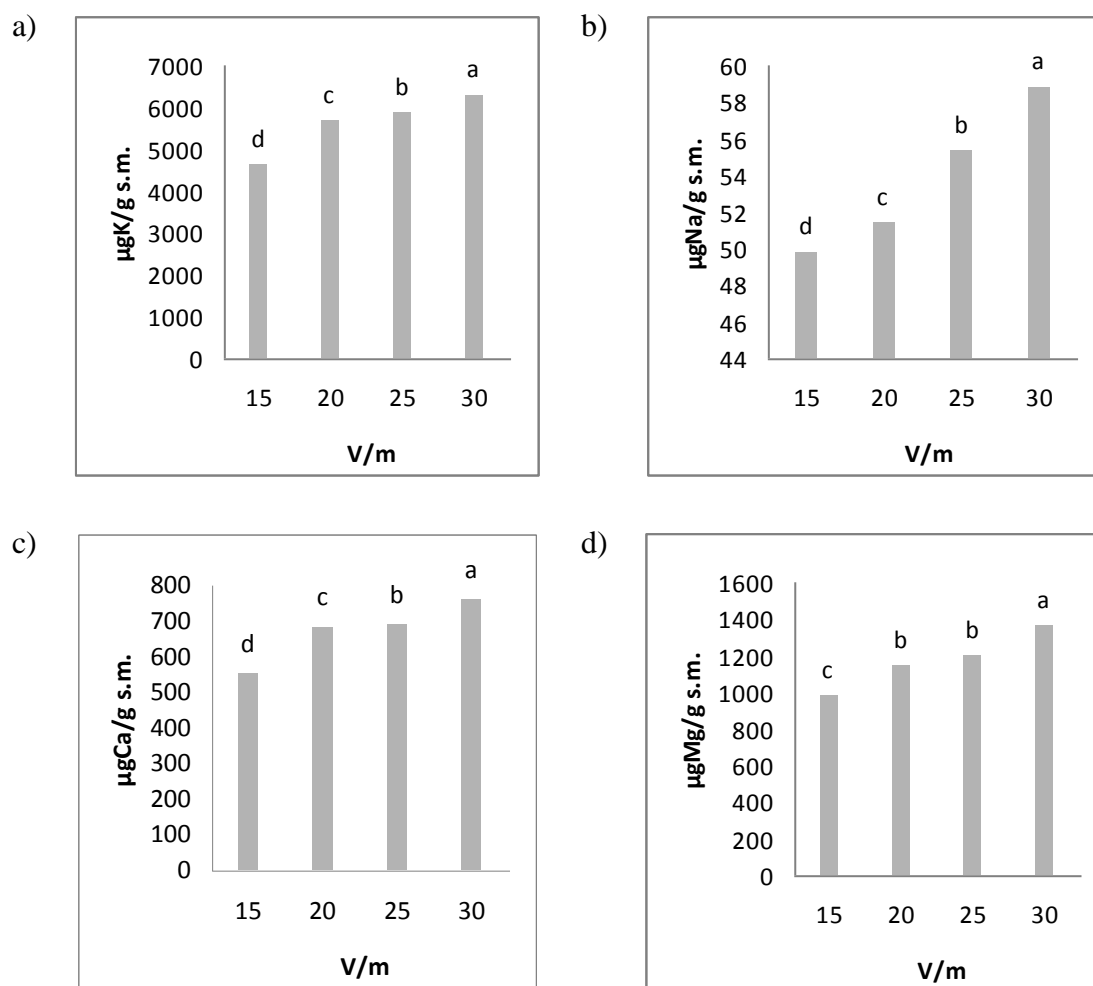 a)
µgK/g s.m.
7000
6000
5000
4000
3000
2000
1000
0
d
c
b
a
15 20 25 30
V/m
b)
µgNa/g s.m.
60
58
56
54
52
50
48
46
44
d
c
b
a
15 20 25 30
V/m
c)
µgCa/g s.m.
800
700
600
500
400
300
200
100
0
d
c
b
a
15 20 25 30
V/m
d)
µgMg/g s.m.
1600
1400
1200
1000
800
600
400
200
0
c
b
b
a
15 20 25 30
V/m